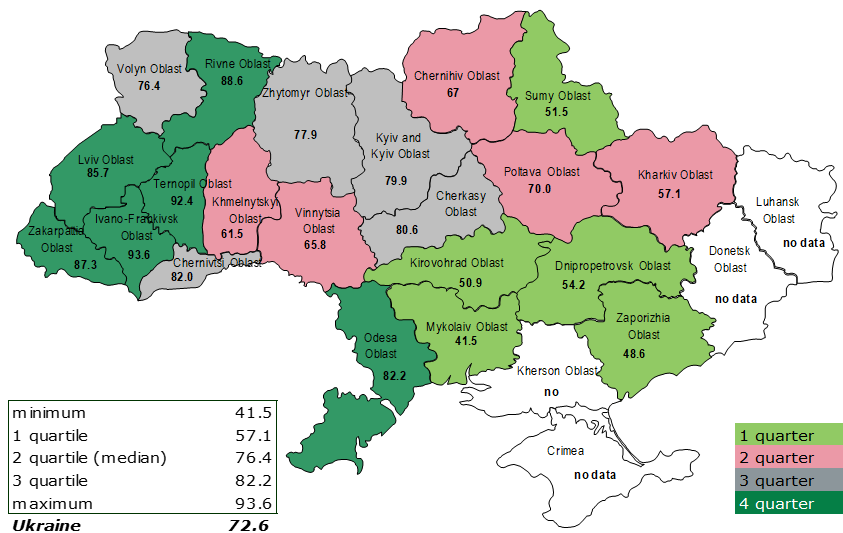 Volyn Oblast
76.4
Rivne Oblast
88.6
Zhytomyr Oblast
77.9
Kyiv and
Kyiv Oblast
79.9
Chernihiv Oblast
67
Sumy Oblast
51.5
Lviv Oblast
85.7
Ternopil Oblast
92.4
Khmelnytskyi
Oblast
61.5
Vinnytsia
Oblast
65.8
Cherkasy
Oblast
80.6
Poltava Oblast
70.0
Kharkiv Oblast
57.1
Luhansk
Oblast
no data
Zakarpattia
Oblast
87.3
Ivano-Frankivsk
Oblast
93.6
Chernivtsi Oblast
82.0
Kirovohrad Oblast
50.9
Dnipropetrovsk Oblast
54.2
Donetsk
Oblast
no data
Odesa
Oblast
82.2
Mykolaiv Oblast
41.5
Zaporizhia
Oblast
48.6
Kherson Oblast
no
Crimea
no data
minimum 41.5
1 quartile 57.1
2 quartile (median) 76.4
3 quartile 82.2
maximum 93.6
Ukraine 72.6
1 quarter
2 quarter
3 quarter
4 quarter